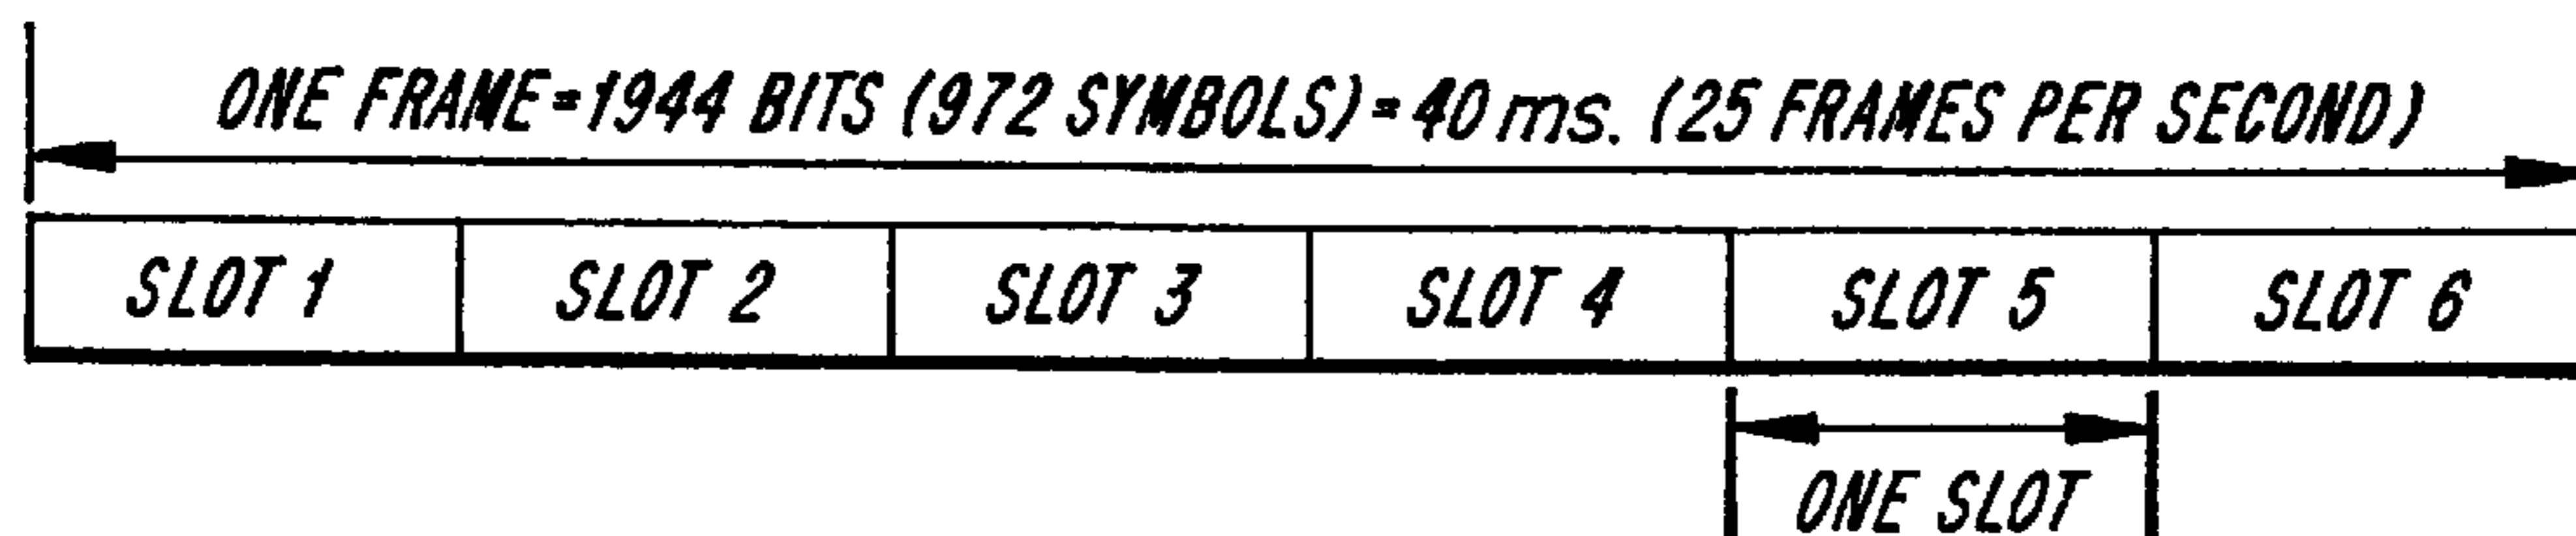 ONE FRAME=1944 BITS (972 SYMBOLS)=40 ms. (25 FRAMES PER SECOND)
SLOT 1 SLOT 2 SLOT 3 SLOT 4 SLOT 5 SLOT 6
ONE SLOT